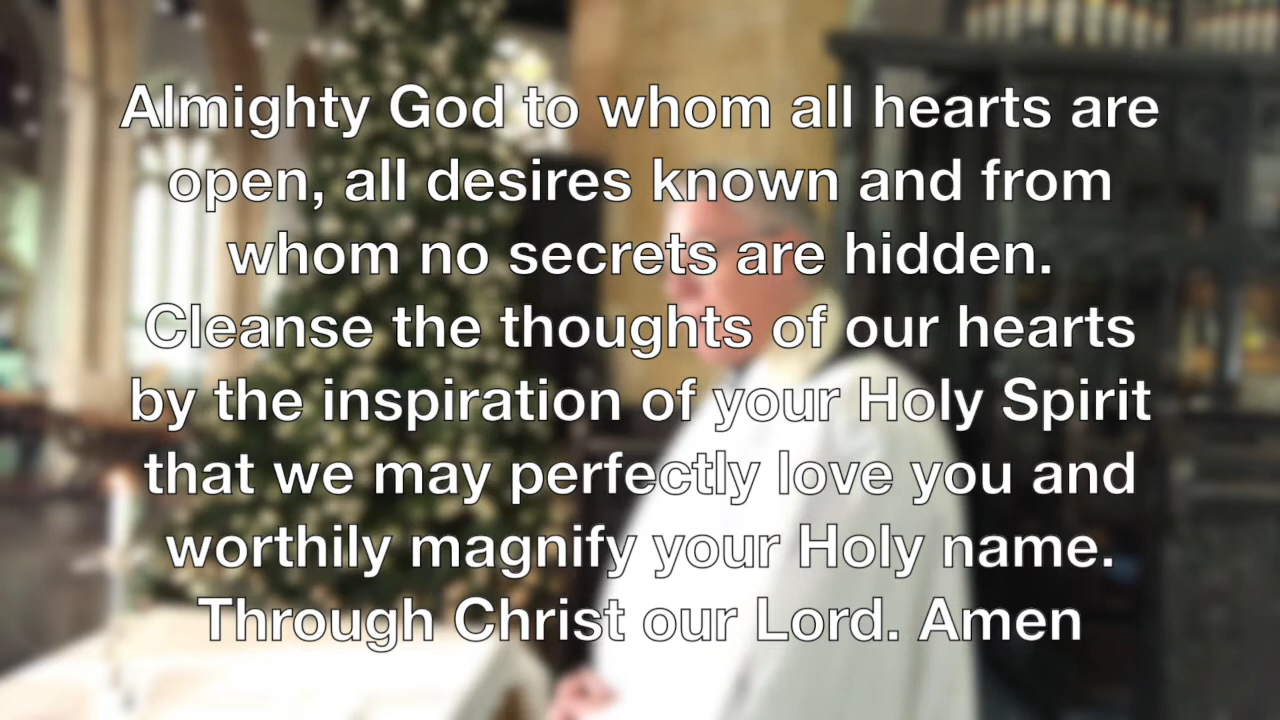 Almighty God to whom all hearts are
open, all desires known and from
whom no secrets are hidden.
Cleanse the thoughts of our hearts
by the inspiration of your Holy Spirit
that we may perfectly love you and
worthily magnify your Holy name.
Through Christ our Lord. Amen